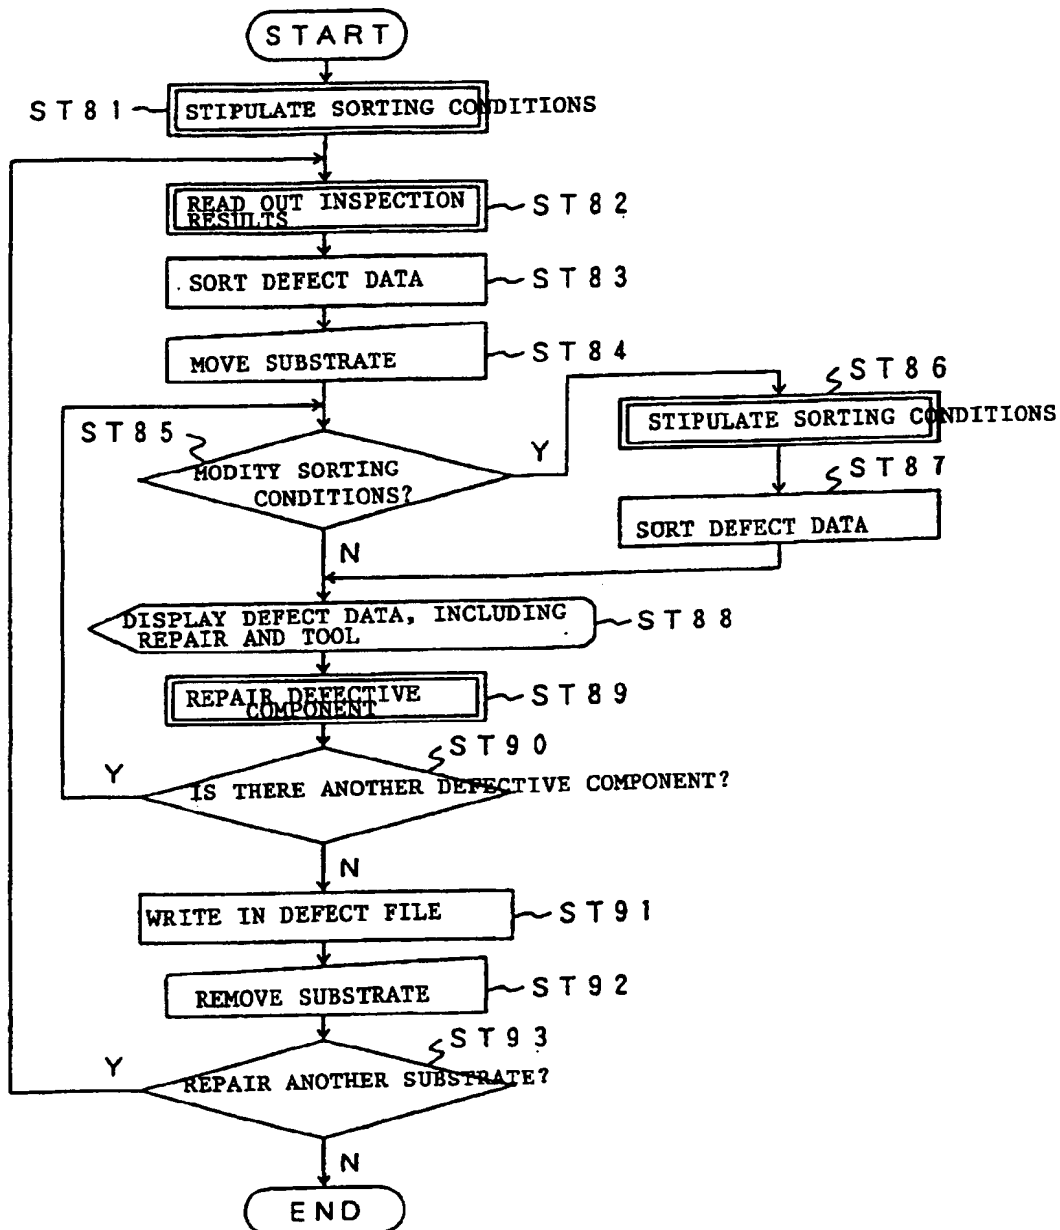 START
ST81
STIPULATE SORTING CONDITIONS
READ OUT INSPECTION
RESULTS
ST82
SORT DEFECT DATA
ST83
MOVE SUBSTRATE
ST84
ST86
STIPULATE SORTING CONDITIONS
ST85
Y
MODITY SORTING
CONDITIONS?
ST87
SORT DEFECT DATA
N
DISPLAY DEFECT DATA, INCLUDING
REPAIR AND TOOL
ST88
REPAIR DEFECTIVE
COMPONENT
ST89
ST90
Y
IS THERE ANOTHER DEFECTIVE COMPONENT?
N
WRITE IN DEFECT FILE
ST91
REMOVE SUBSTRATE
ST92
ST93
Y
REPAIR ANOTHER SUBSTRATE?
N
END